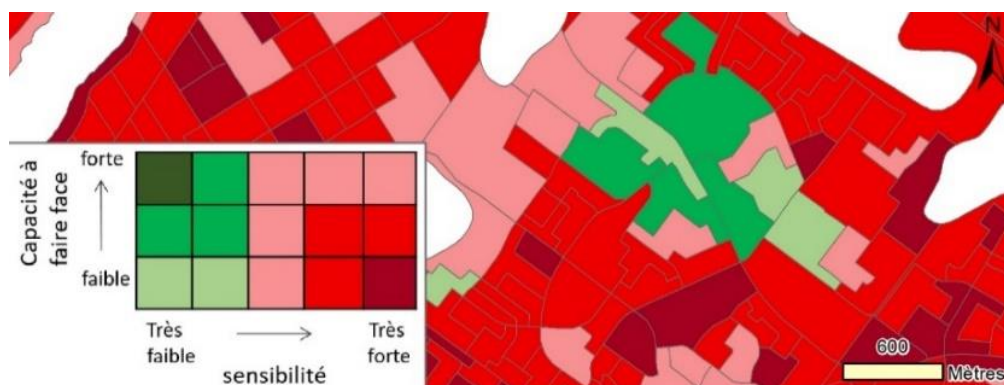 N
Capacité à
faire face
forte
faible
Très
faible
Très
forte
sensibilité
600
Mètres